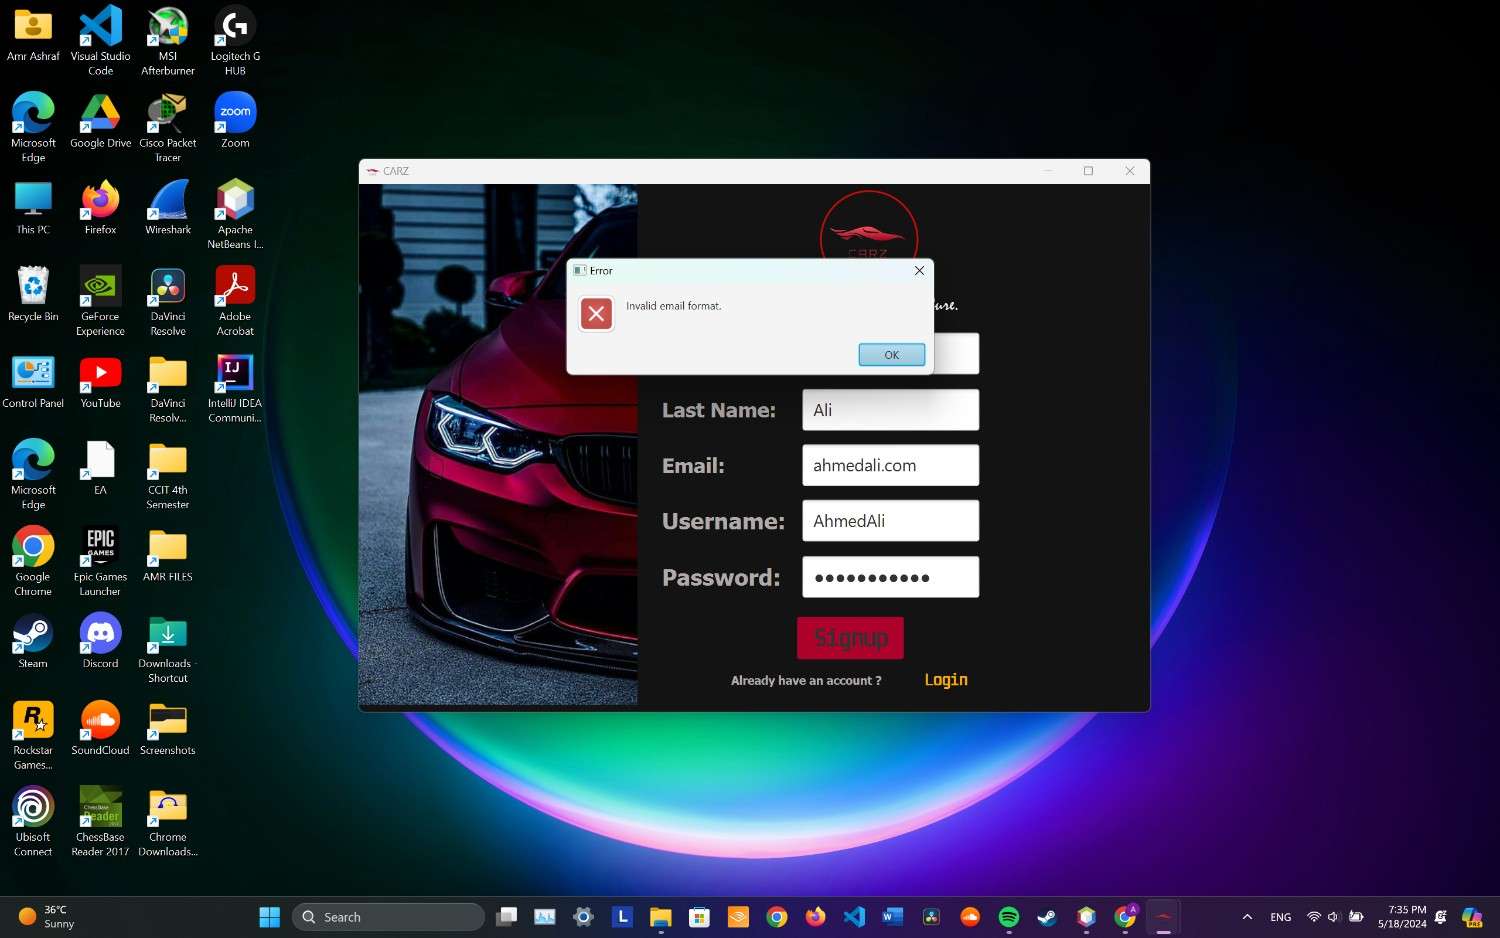 Amr Ashraf
Visual Studio
Code
MSI
Afterburner
Logitech G
HUB
Microsoft
Edge
Google Drive
Cisco Packet
Tracer
zoom
Zoom
This PC
Firefox
Wireshark
Apache
NetBeans I...
Recycle Bin
GeForce
Experience
DaVinci
Resolve
Adobe
Acrobat
Control Panel
YouTube
DaVinci
Resolv...
IJ
IntelliJ IDEA
Communi...
Microsoft
Edge
EA
CCIT 4th
Semester
Google
Chrome
EPIC
GAMES
Epic Games
Launcher
AMR FILES
Steam
Discord
Downloads -
Shortcut
R
Rockstar
Games...
SoundCloud
Screenshots
Ubisoft
Connect
ChessBase
Reader
ChessBase
Reader 2017
Chrome
Downloads...
CARZ
CARZ
Error
Invalid email format.
OK
Last Name: Ali
Email: ahmedali.com
Username: AhmedAli
Password: ●●●●●●●●●●●
Signup
Already have an account ? Login
36°C
Sunny
Search
L
W
A
ENG
7:35 PM
5/18/2024
PRE